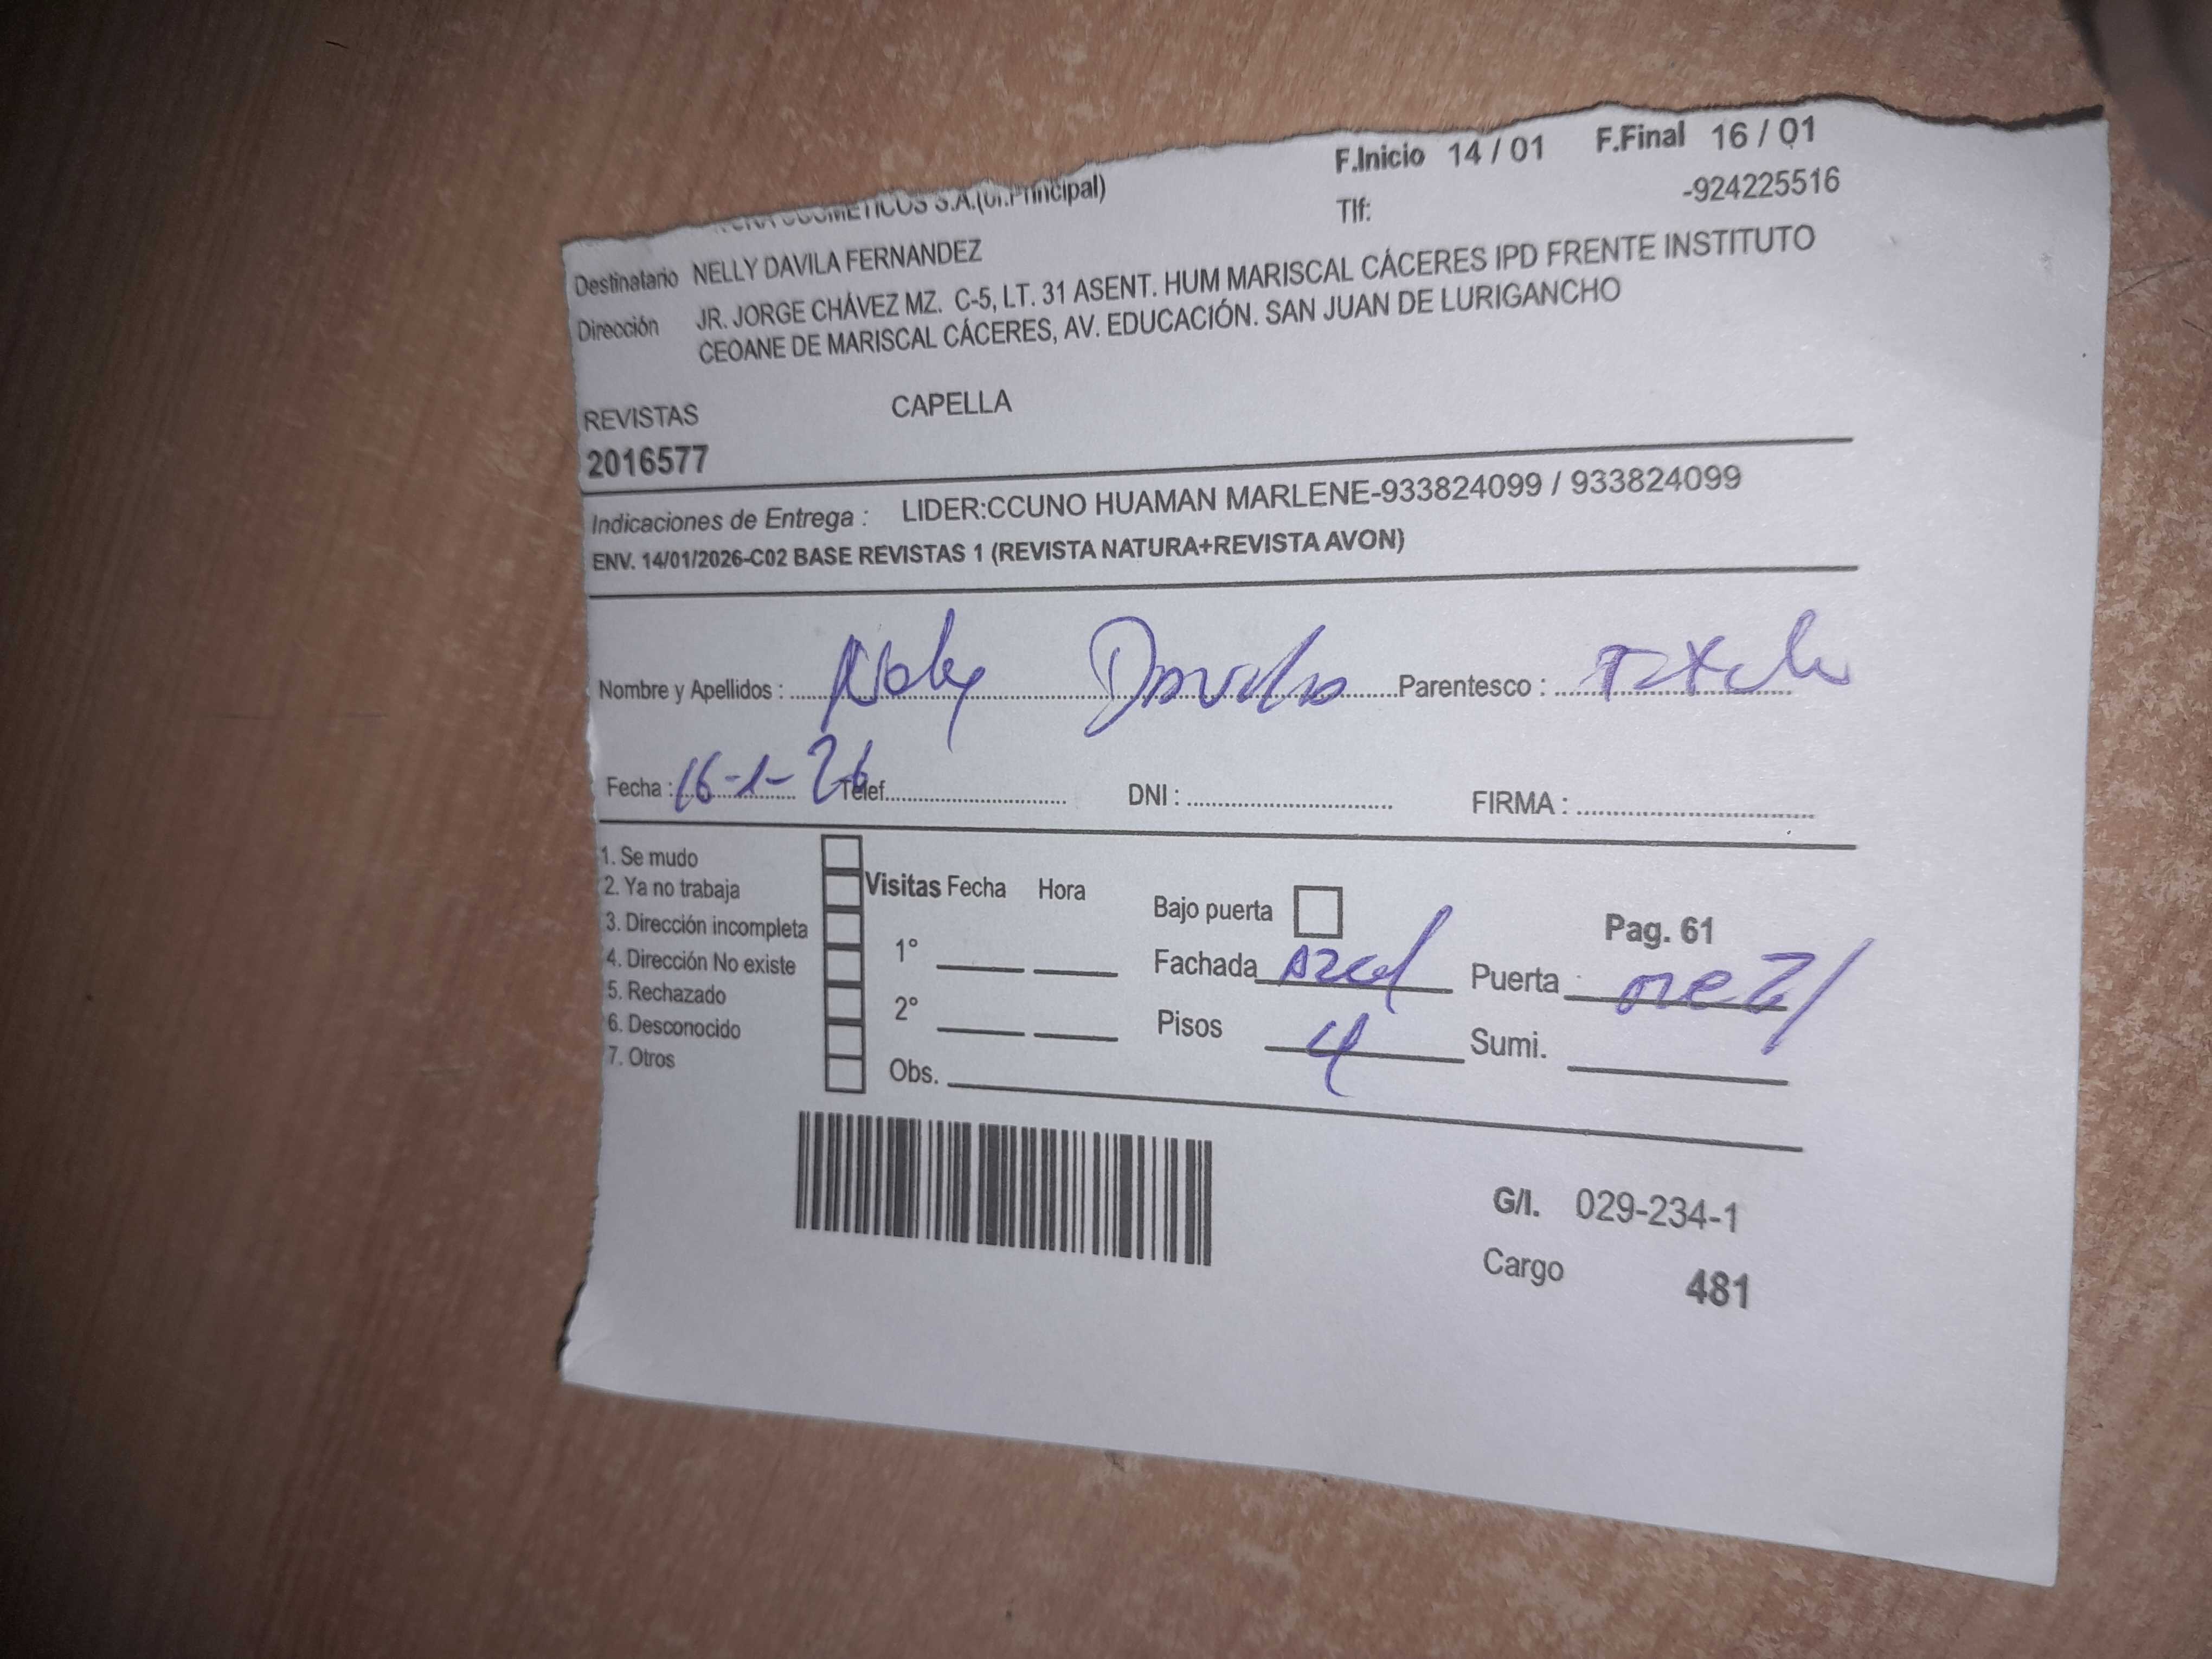 COSMETICOS S.A.(Of.Principal) F.Inicio 14 / 01 F.Final 16 / 01
Tlf: -924225516
Destinatario NELLY DAVILA FERNANDEZ
Dirección JR. JORGE CHÁVEZ MZ. C-5, LT. 31 ASENT. HUM MARISCAL CÁCERES IPD FRENTE INSTITUTO
CEOANE DE MARISCAL CÁCERES, AV. EDUCACIÓN. SAN JUAN DE LURIGANCHO
REVISTAS CAPELLA
2016577
Indicaciones de Entrega : LIDER:CCUNO HUAMAN MARLENE-933824099 / 933824099
ENV. 14/01/2026-C02 BASE REVISTAS 1 (REVISTA NATURA+REVISTA AVON)
Nombre y Apellidos : Nely Davila Parentesco :
Fecha : 16-1-26 Telef. DNI : FIRMA :
1. Se mudo
2. Ya no trabaja Visitas Fecha Hora Bajo puerta Pag. 61
3. Dirección incompleta 1° Fachada azul Puerta
4. Dirección No existe
5. Rechazado 2° Pisos 4 Sumi.
6. Desconocido
7. Otros Obs.
G/I. 029-234-1
Cargo 481